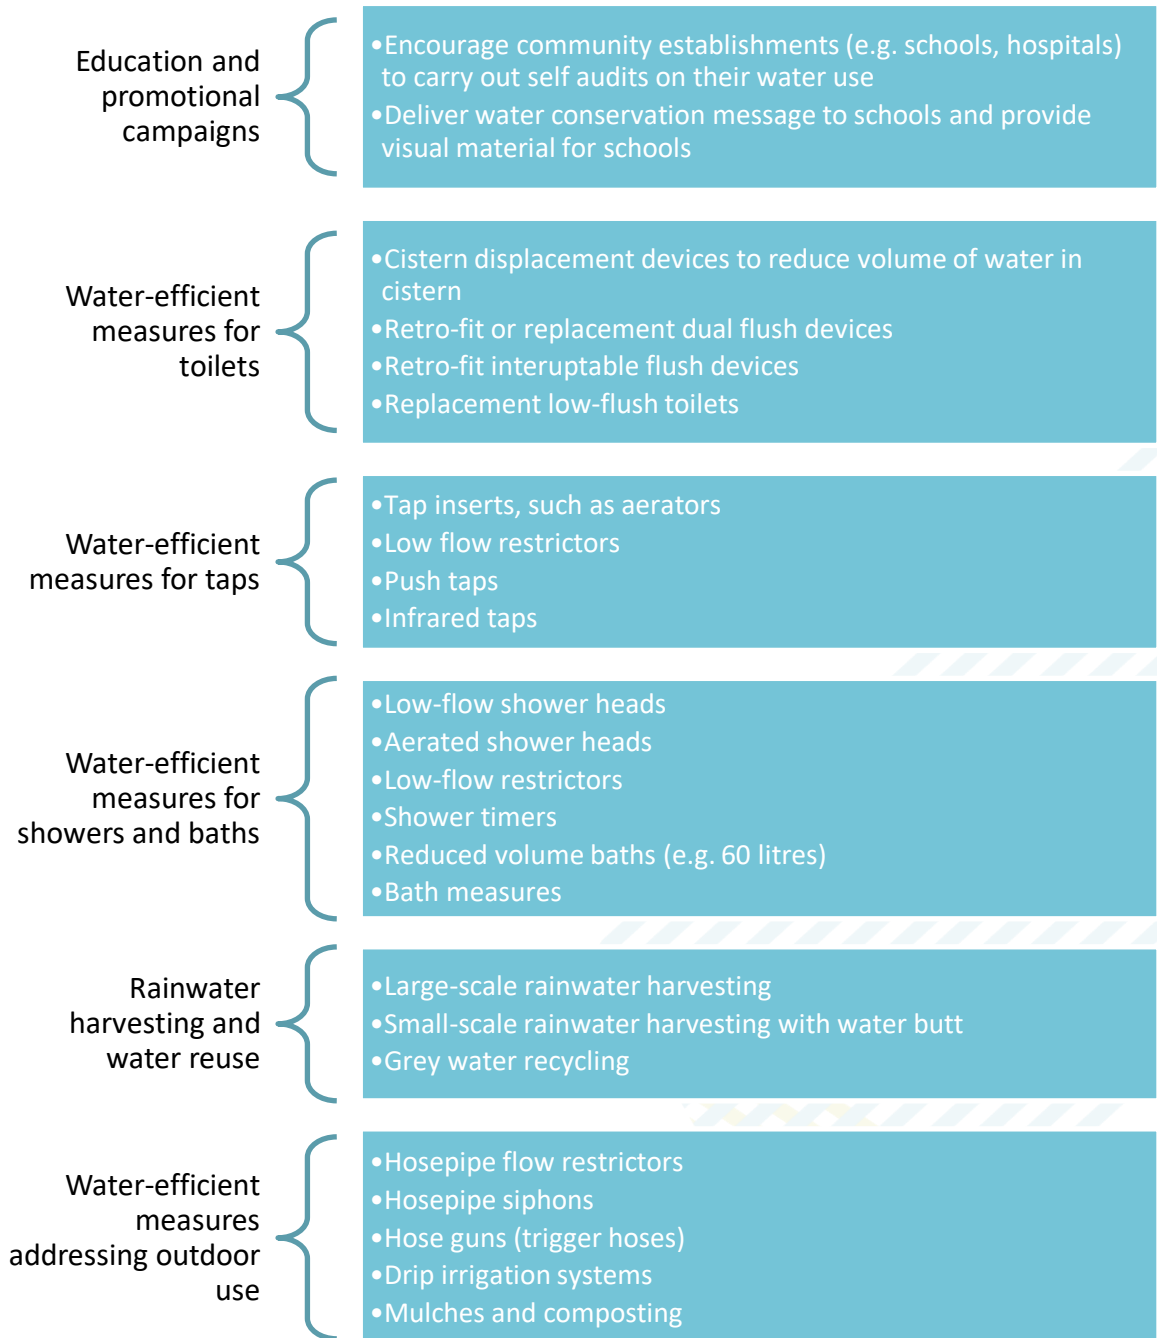 Education and
promotional
campaigns
•Encourage community establishments (e.g. schools, hospitals)
to carry out self audits on their water use
•Deliver water conservation message to schools and provide
visual material for schools
Water-efficient
measures for
toilets
•Cistern displacement devices to reduce volume of water in
cistern
•Retro-fit or replacement dual flush devices
•Retro-fit interuptable flush devices
•Replacement low-flush toilets
Water-efficient
measures for taps
•Tap inserts, such as aerators
•Low flow restrictors
•Push taps
•Infrared taps
Water-efficient
measures for
showers and baths
•Low-flow shower heads
•Aerated shower heads
•Low-flow restrictors
•Shower timers
•Reduced volume baths (e.g. 60 litres)
•Bath measures
Rainwater
harvesting and
water reuse
•Large-scale rainwater harvesting
•Small-scale rainwater harvesting with water butt
•Grey water recycling
Water-efficient
measures
addressing outdoor
use
•Hosepipe flow restrictors
•Hosepipe siphons
•Hose guns (trigger hoses)
•Drip irrigation systems
•Mulches and composting